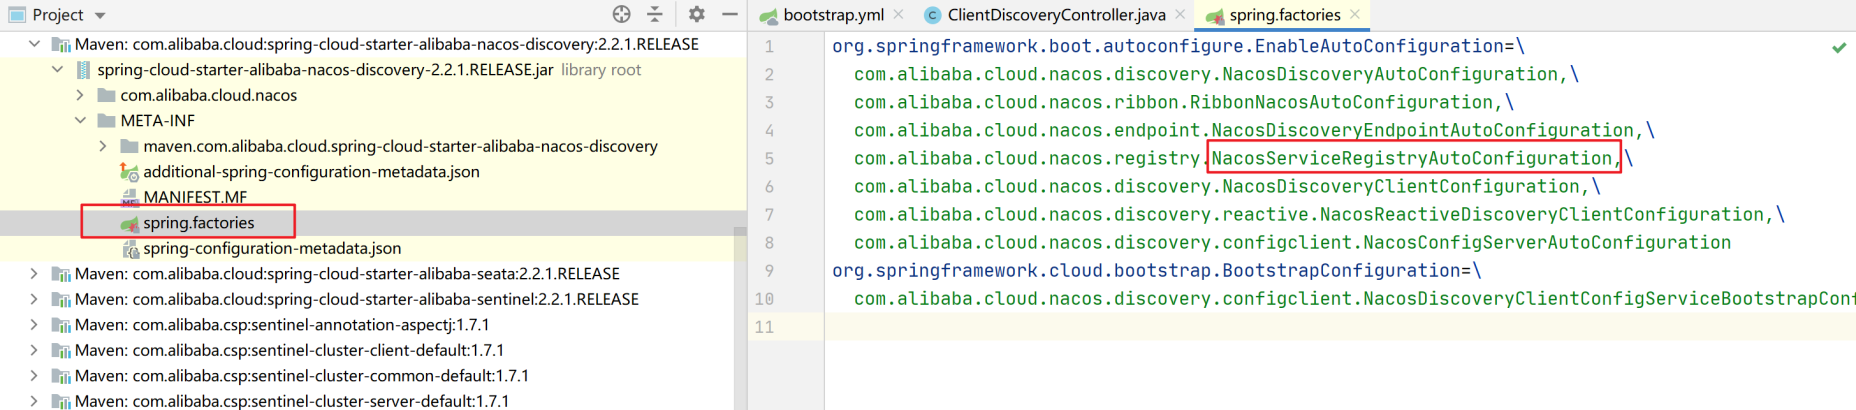 Project
Maven: com.alibaba.cloud:spring-cloud-starter-alibaba-nacos-discovery:2.2.1.RELEASE
spring-cloud-starter-alibaba-nacos-discovery-2.2.1.RELEASE.jar library root
com.alibaba.cloud.nacos
META-INF
maven.com.alibaba.cloud.spring-cloud-starter-alibaba-nacos-discovery
additional-spring-configuration-metadata.json
MANIFEST.MF
spring.factories
spring-configuration-metadata.json
Maven: com.alibaba.cloud:spring-cloud-starter-alibaba-seata:2.2.1.RELEASE
Maven: com.alibaba.cloud:spring-cloud-starter-alibaba-sentinel:2.2.1.RELEASE
Maven: com.alibaba.csp:sentinel-annotation-aspectj:1.7.1
Maven: com.alibaba.csp:sentinel-cluster-client-default:1.7.1
Maven: com.alibaba.csp:sentinel-cluster-common-default:1.7.1
Maven: com.alibaba.csp:sentinel-cluster-server-default:1.7.1
bootstrap.yml ClientDiscoveryController.java spring.factories
1 org.springframework.boot.autoconfigure.EnableAutoConfiguration=\
2 com.alibaba.cloud.nacos.discovery.NacosDiscoveryAutoConfiguration,\
3 com.alibaba.cloud.nacos.ribbon.RibbonNacosAutoConfiguration,\
4 com.alibaba.cloud.nacos.endpoint.NacosDiscoveryEndpointAutoConfiguration,\
5 com.alibaba.cloud.nacos.registry.NacosServiceRegistryAutoConfiguration,\
6 com.alibaba.cloud.nacos.discovery.NacosDiscoveryClientConfiguration,\
7 com.alibaba.cloud.nacos.discovery.reactive.NacosReactiveDiscoveryClientConfiguration,\
8 com.alibaba.cloud.nacos.discovery.configclient.NacosConfigServerAutoConfiguration
9 org.springframework.cloud.bootstrap.BootstrapConfiguration=\
10 com.alibaba.cloud.nacos.discovery.configclient.NacosDiscoveryClientConfigServiceBootstrapConf
11